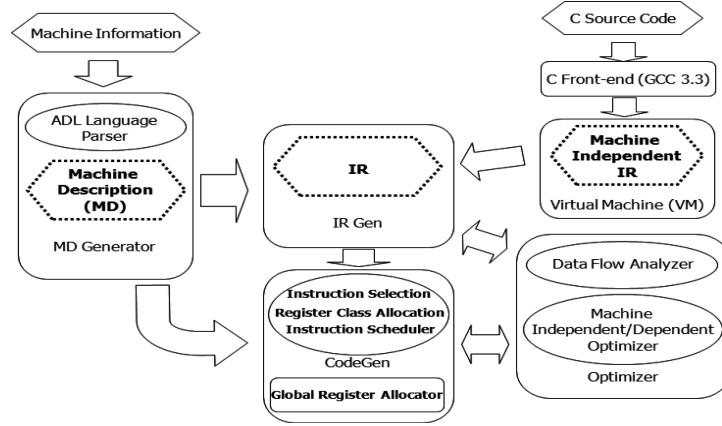 Machine Information
ADL Language
Parser
Machine
Description
(MD)
MD Generator
IR
IR Gen
C Source Code
C Front-end (GCC 3.3)
Machine
Independent
IR
Virtual Machine (VM)
Instruction Selection
Register Class Allocation
Instruction Scheduler
CodeGen
Global Register Allocator
Data Flow Analyzer
Machine
Independent/Dependent
Optimizer
Optimizer